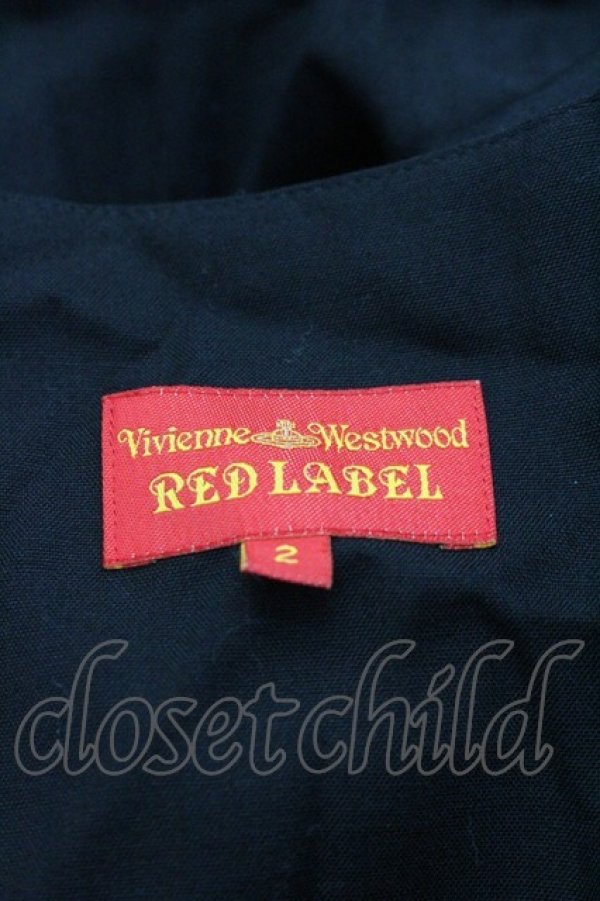 Vivienne Westwood
RED LABEL
2
closetchild